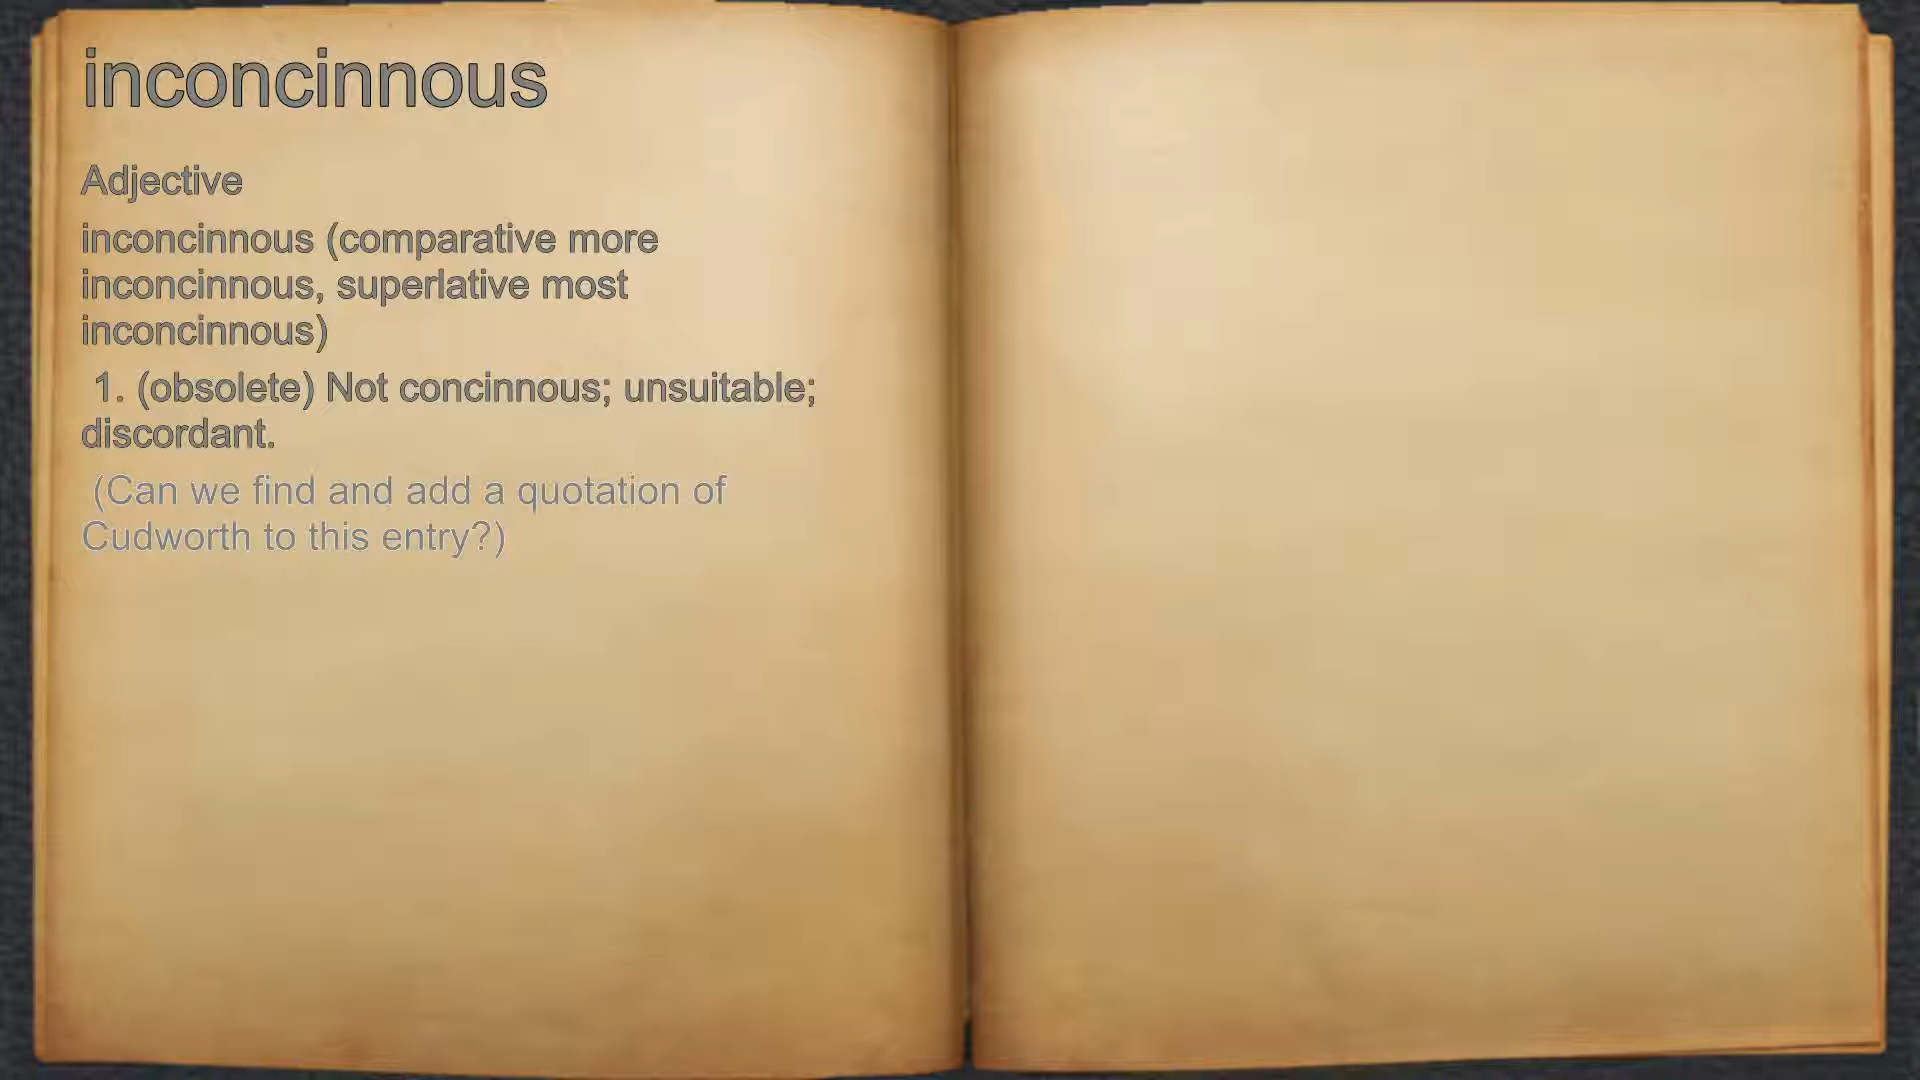 inconcinnous
Adjective
inconcinnous (comparative more
inconcinnous, superlative most
inconcinnous)
1. (obsolete) Not concinnous; unsuitable;
discordant.
(Can we find and add a quotation of
Cudworth to this entry?)